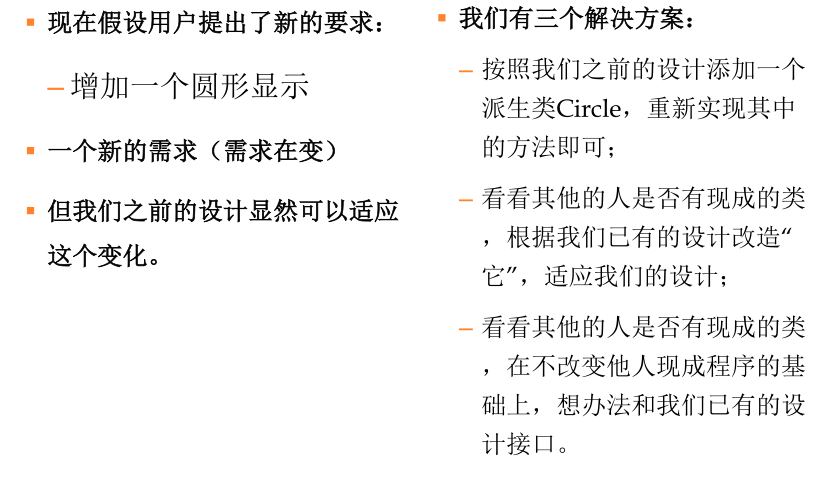 现在假设用户提出了新的要求：
–增加一个圆形显示
一个新的需求（需求在变）
但我们之前的设计显然可以适应
这个变化。
我们有三个解决方案：
– 按照我们之前的设计添加一个
派生类Circle，重新实现其中
的方法即可；
– 看看其他的人是否有现成的类
，根据我们已有的设计改造“
它”，适应我们的设计；
– 看看其他的人是否有现成的类
，在不改变他人现成程序的基
础上，想办法和我们已有的设
计接口。